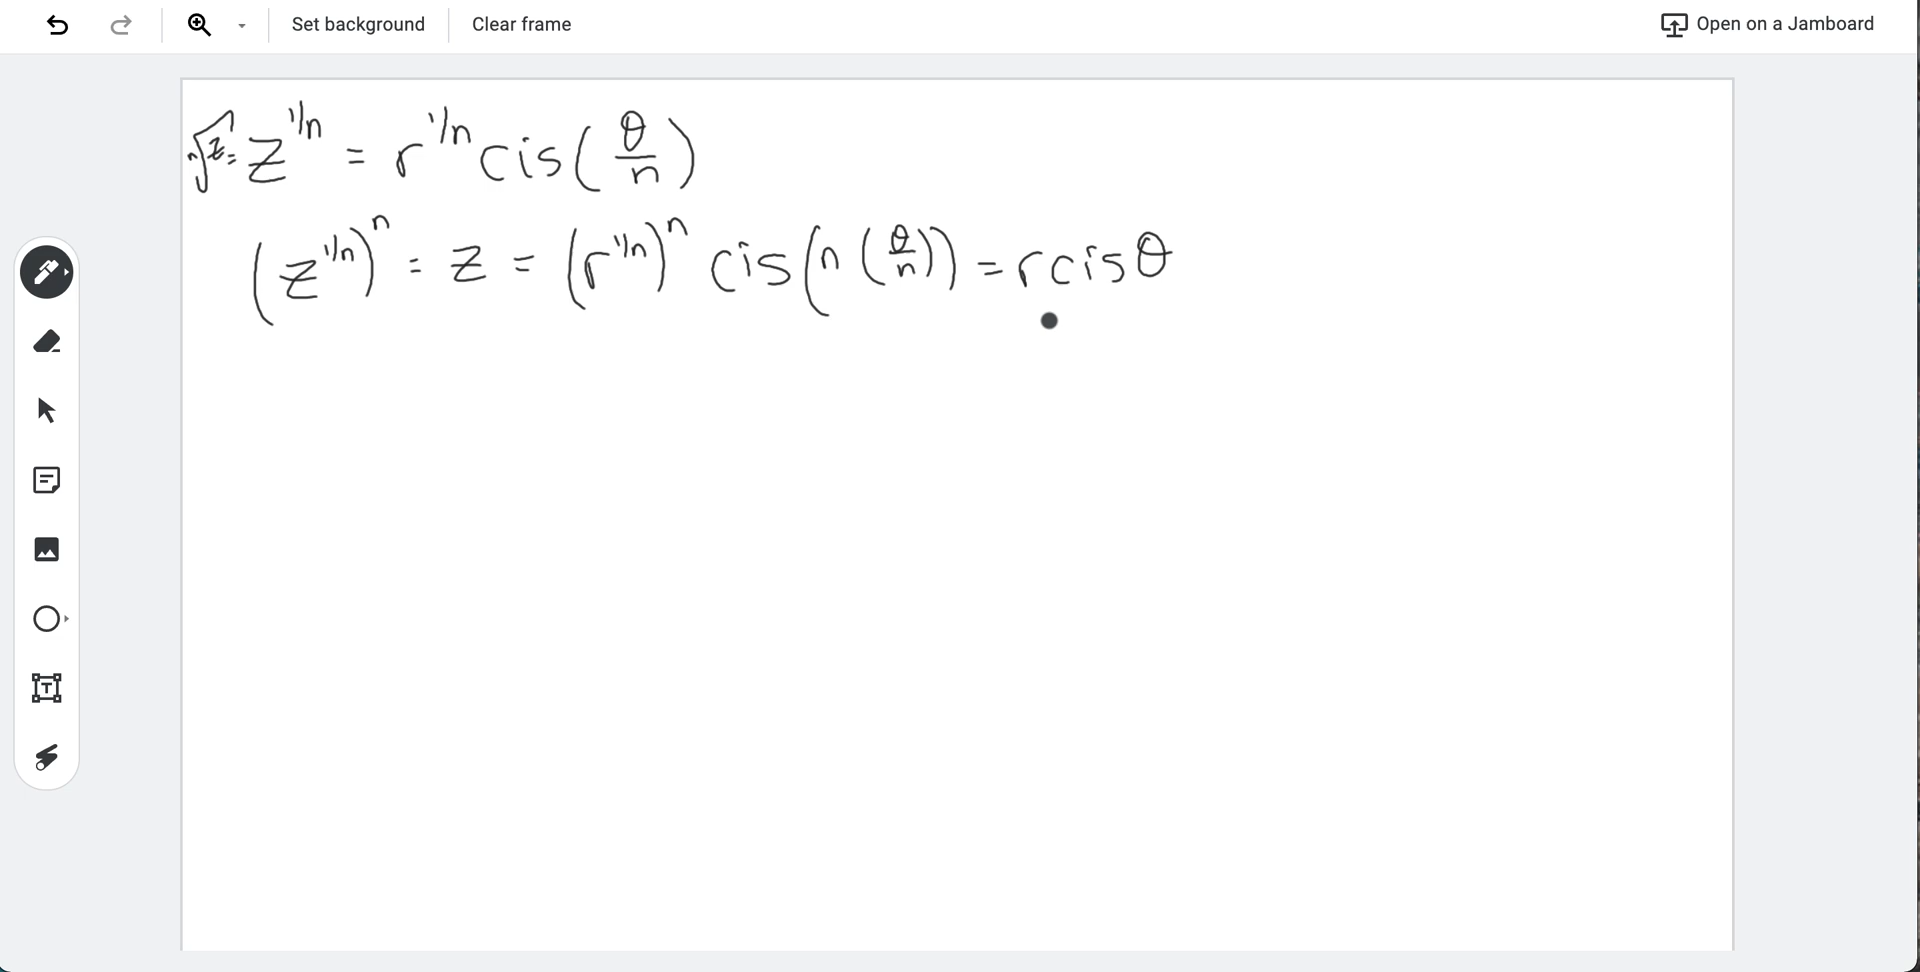 Set background Clear frame Open on a Jamboard
ⁿ√z = z^{1/n} = r^{1/n} cis(θ/n)
(z^{1/n})^n = z = (r^{1/n})^n cis(n(θ/n)) = r cis θ